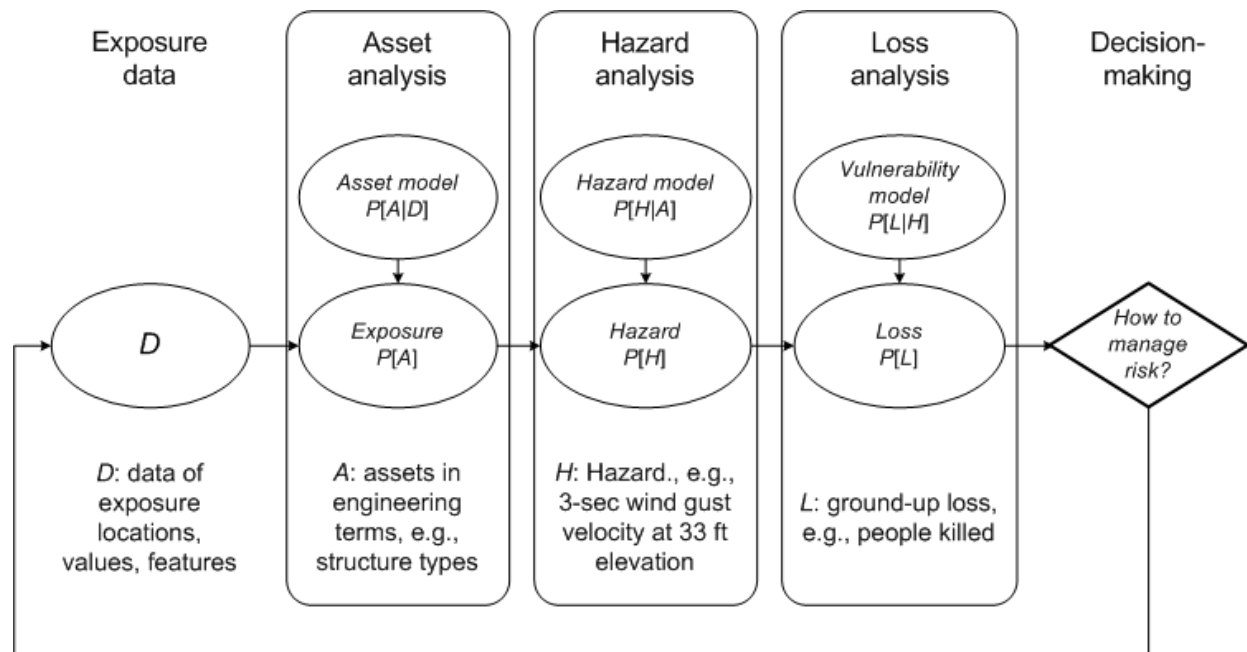 Exposure
data
Asset
analysis
Hazard
analysis
Loss
analysis
Decision-
making
Asset model
P[A|D]
Hazard model
P[H|A]
Vulnerability
model
P[L|H]
D
Exposure
P[A]
Hazard
P[H]
Loss
P[L]
How to
manage
risk?
D: data of
exposure
locations,
values, features
A: assets in
engineering
terms, e.g.,
structure types
H: Hazard., e.g.,
3-sec wind gust
velocity at 33 ft
elevation
L: ground-up loss,
e.g., people killed